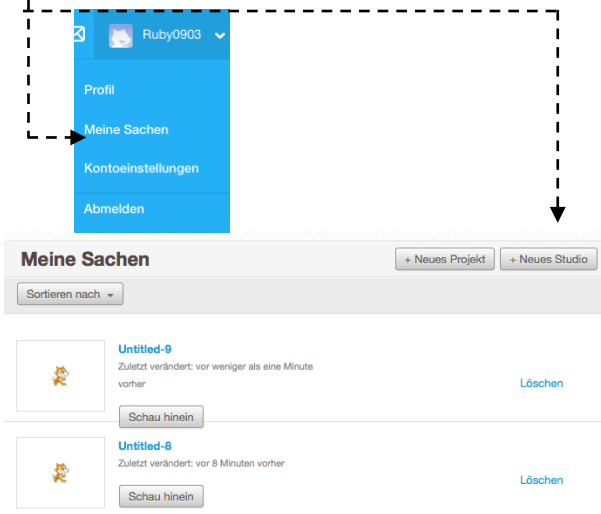 Ruby0903
Profil
Meine Sachen
Kontoeinstellungen
Abmelden
Meine Sachen
+ Neues Projekt
+ Neues Studio
Sortieren nach
Untitled-9
Zuletzt verändert: vor weniger als eine Minute
vorher
Löschen
Schau hinein
Untitled-8
Zuletzt verändert: vor 8 Minuten vorher
Löschen
Schau hinein